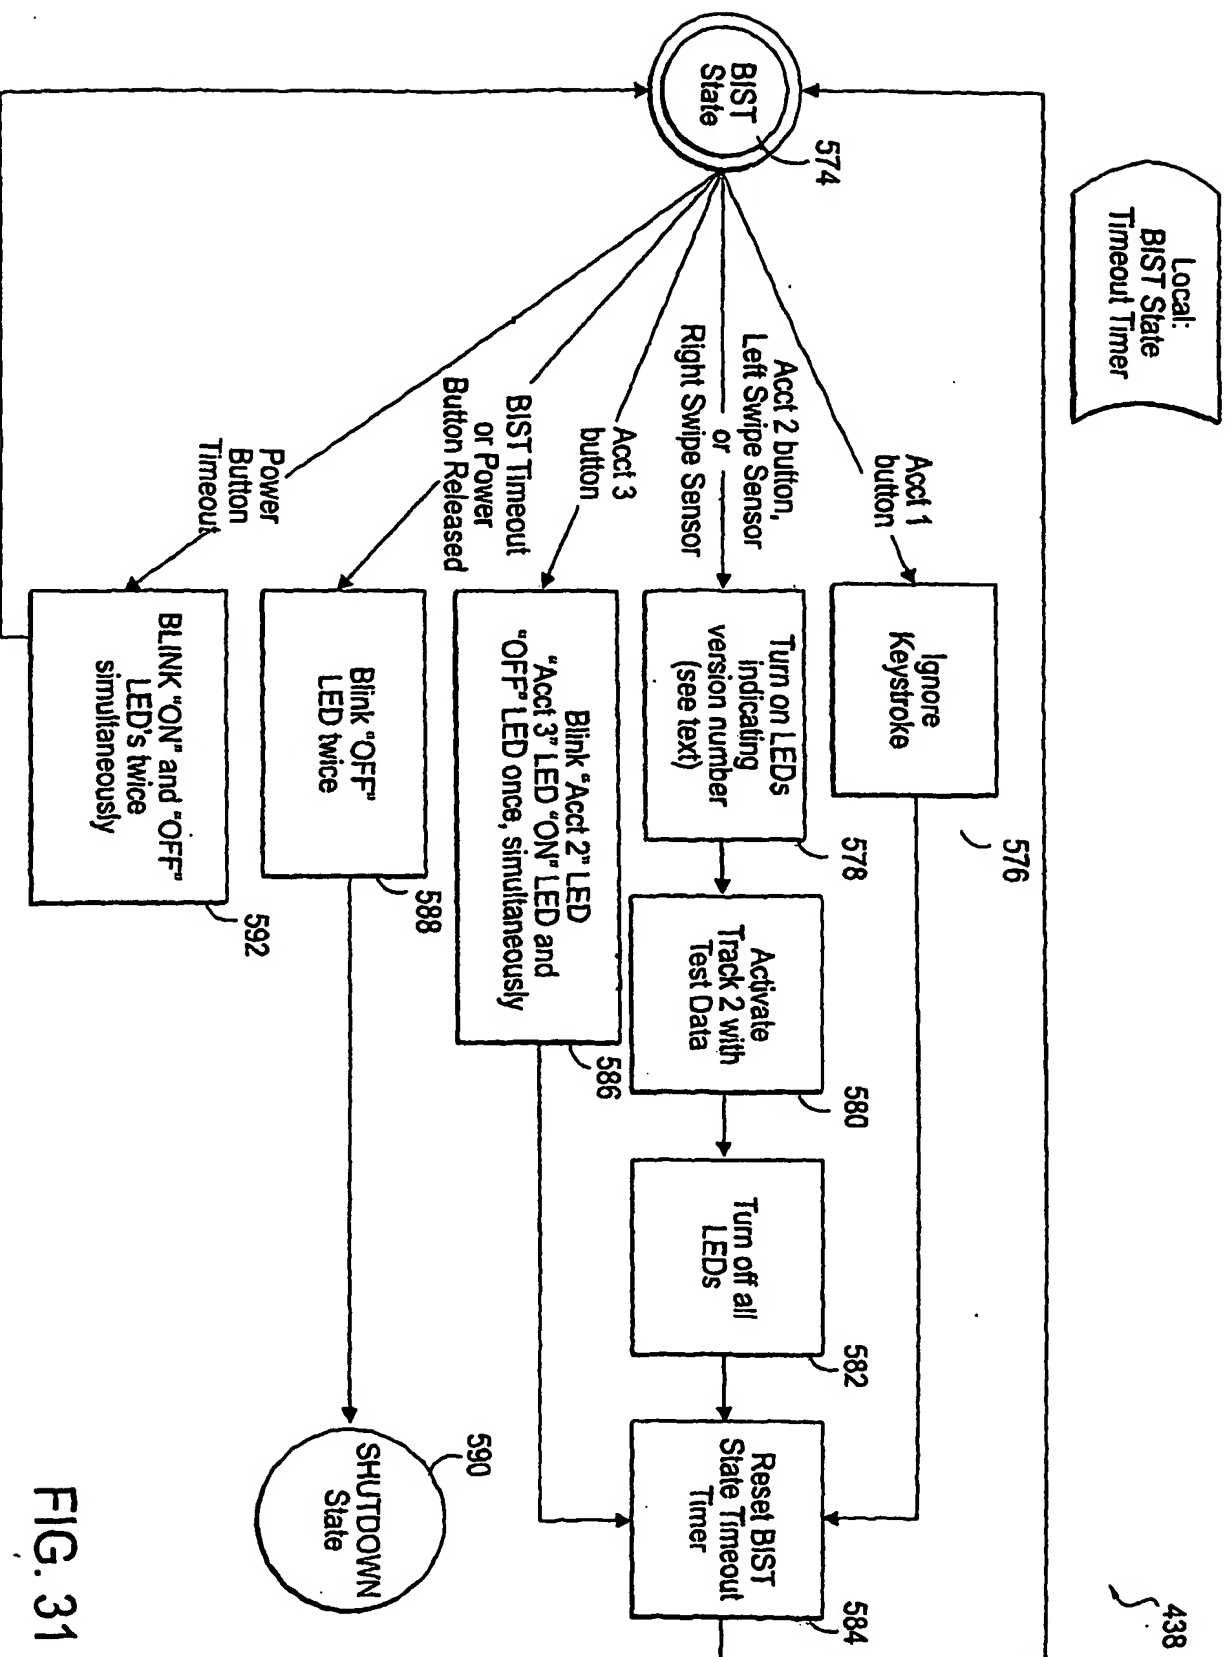 438
Local:
BIST State
Timeout Timer
BIST
State
574
Acct 1
button
Ignore
Keystroke
576
Acct 2 button,
Left Swipe Sensor
or
Right Swipe Sensor
Turn on LEDs
indicating
version number
(see text)
578
Activate
Track 2 with
Test Data
580
Turn off all
LEDs
582
Reset BIST
State Timeout
Timer
584
Acct 3
button
Blink "Acct 2" LED
"Acct 3" LED "ON" LED and
"OFF" LED once, simultaneously
586
BIST Timeout
or Power
Button Released
Blink "OFF"
LED twice
588
SHUTDOWN
State
590
Power
Button
Timeout
BLINK "ON" and "OFF"
LED's twice
simultaneously
592
FIG. 31